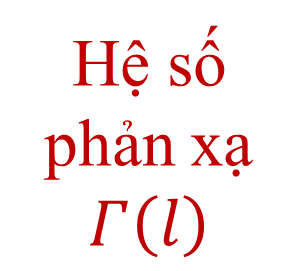 Hệ số
phản xạ
Γ(l)